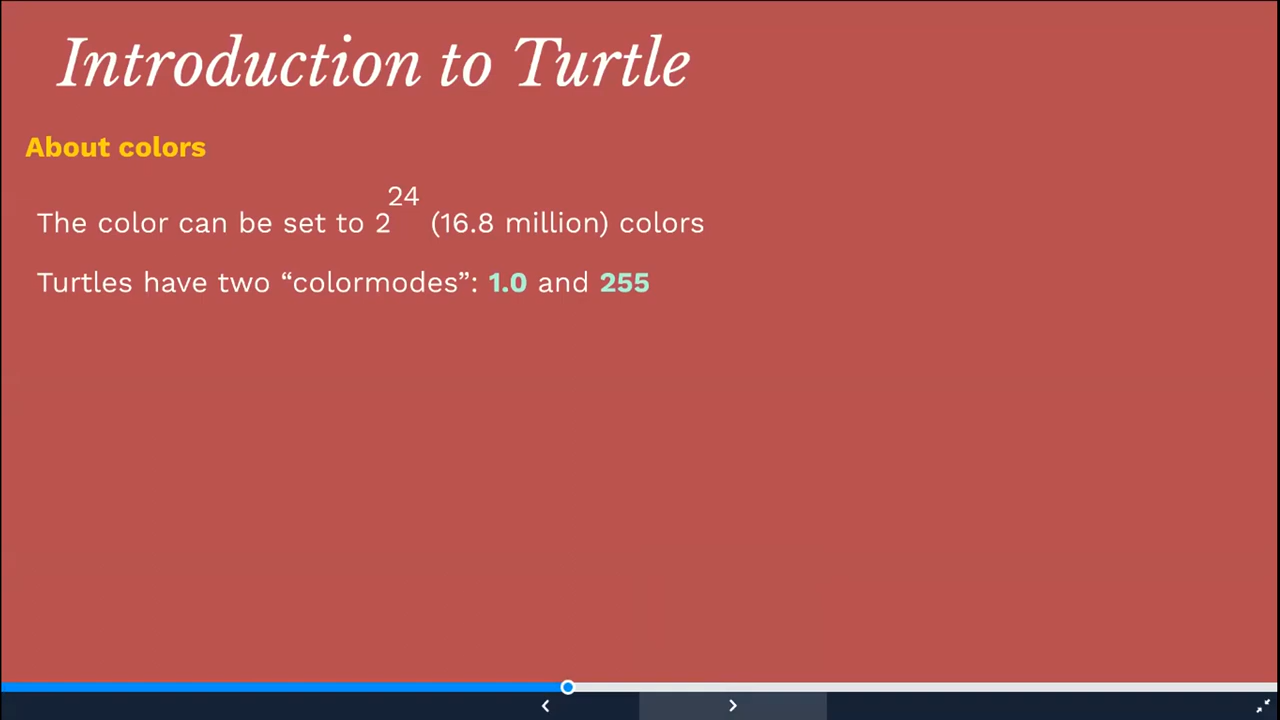 Introduction to Turtle
About colors
The color can be set to 2^24 (16.8 million) colors
Turtles have two “colormodes”: 1.0 and 255